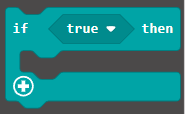 if true then